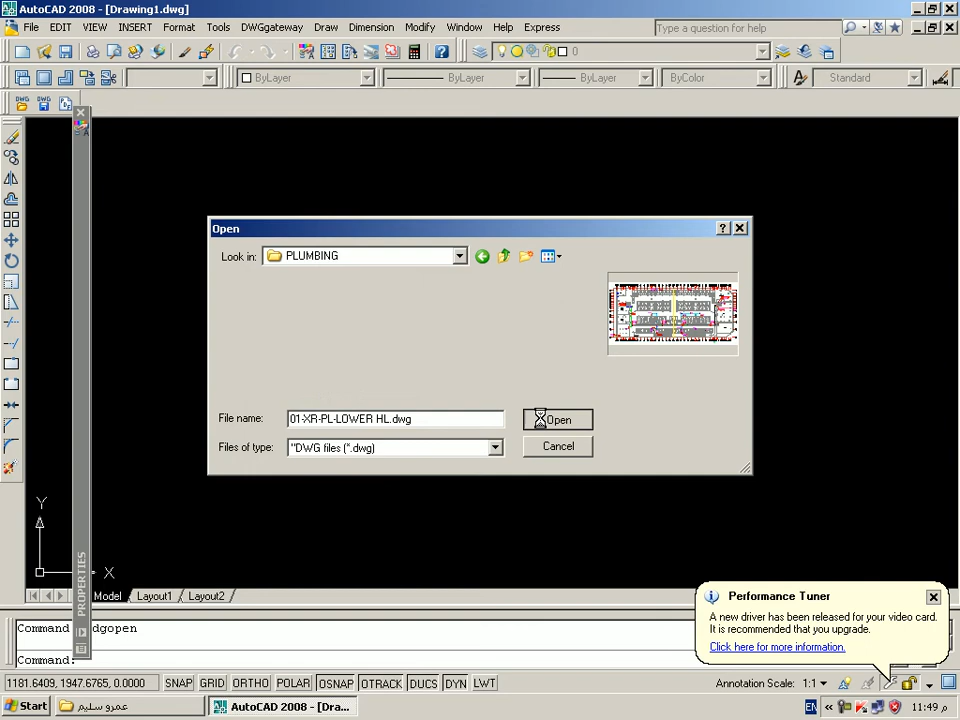 AutoCAD 2008 - [Drawing1.dwg]
File EDIT VIEW INSERT Format Tools DWGgateway Draw Dimension Modify Window Help Express
Type a question for help
0
ByLayer ByLayer ByLayer ByColor Standard
DWG DWG
Open
Look in: PLUMBING
File name: 01-XR-PL-LOWER HL.dwg Open
Files of type: "DWG files (*.dwg) Cancel
Y
X
PROPERTIES
Model Layout1 Layout2
Performance Tuner
A new driver has been released for your video card.
It is recommended that you upgrade.
Click here for more information.
Command dgopen
Command:
1181.6409, 1947.6765, 0.0000 SNAP GRID ORTHO POLAR OSNAP OTRACK DUCS DYN LWT Annotation Scale: 1:1
Start عمرو سليم AutoCAD 2008 - [Dra... EN 11:49 م